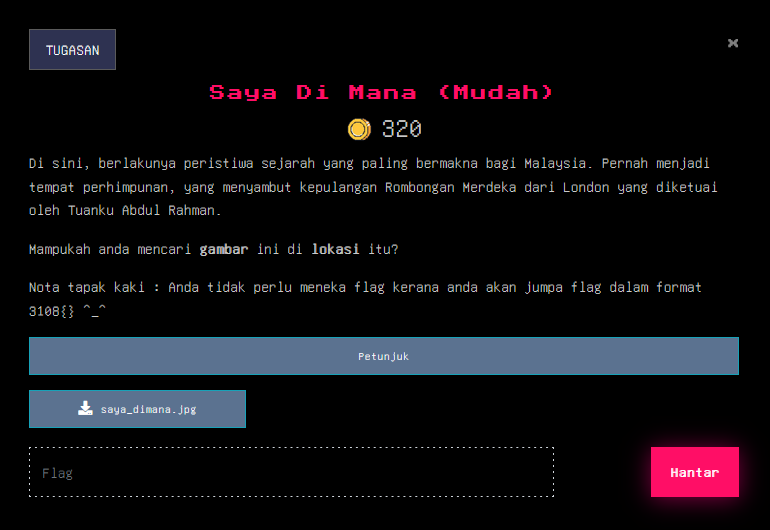 TUGASAN
×
Saya Di Mana (Mudah)
320
Di sini, berlakunya peristiwa sejarah yang paling bermakna bagi Malaysia. Pernah menjadi
tempat perhimpunan, yang menyambut kepulangan Rombongan Merdeka dari London yang diketuai
oleh Tuanku Abdul Rahman.
Mampukah anda mencari gambar ini di lokasi itu?
Nota tapak kaki : Anda tidak perlu meneka flag kerana anda akan jumpa flag dalam format
3108{} ^_^
Petunjuk
saya_dimana.jpg
Flag
Hantar